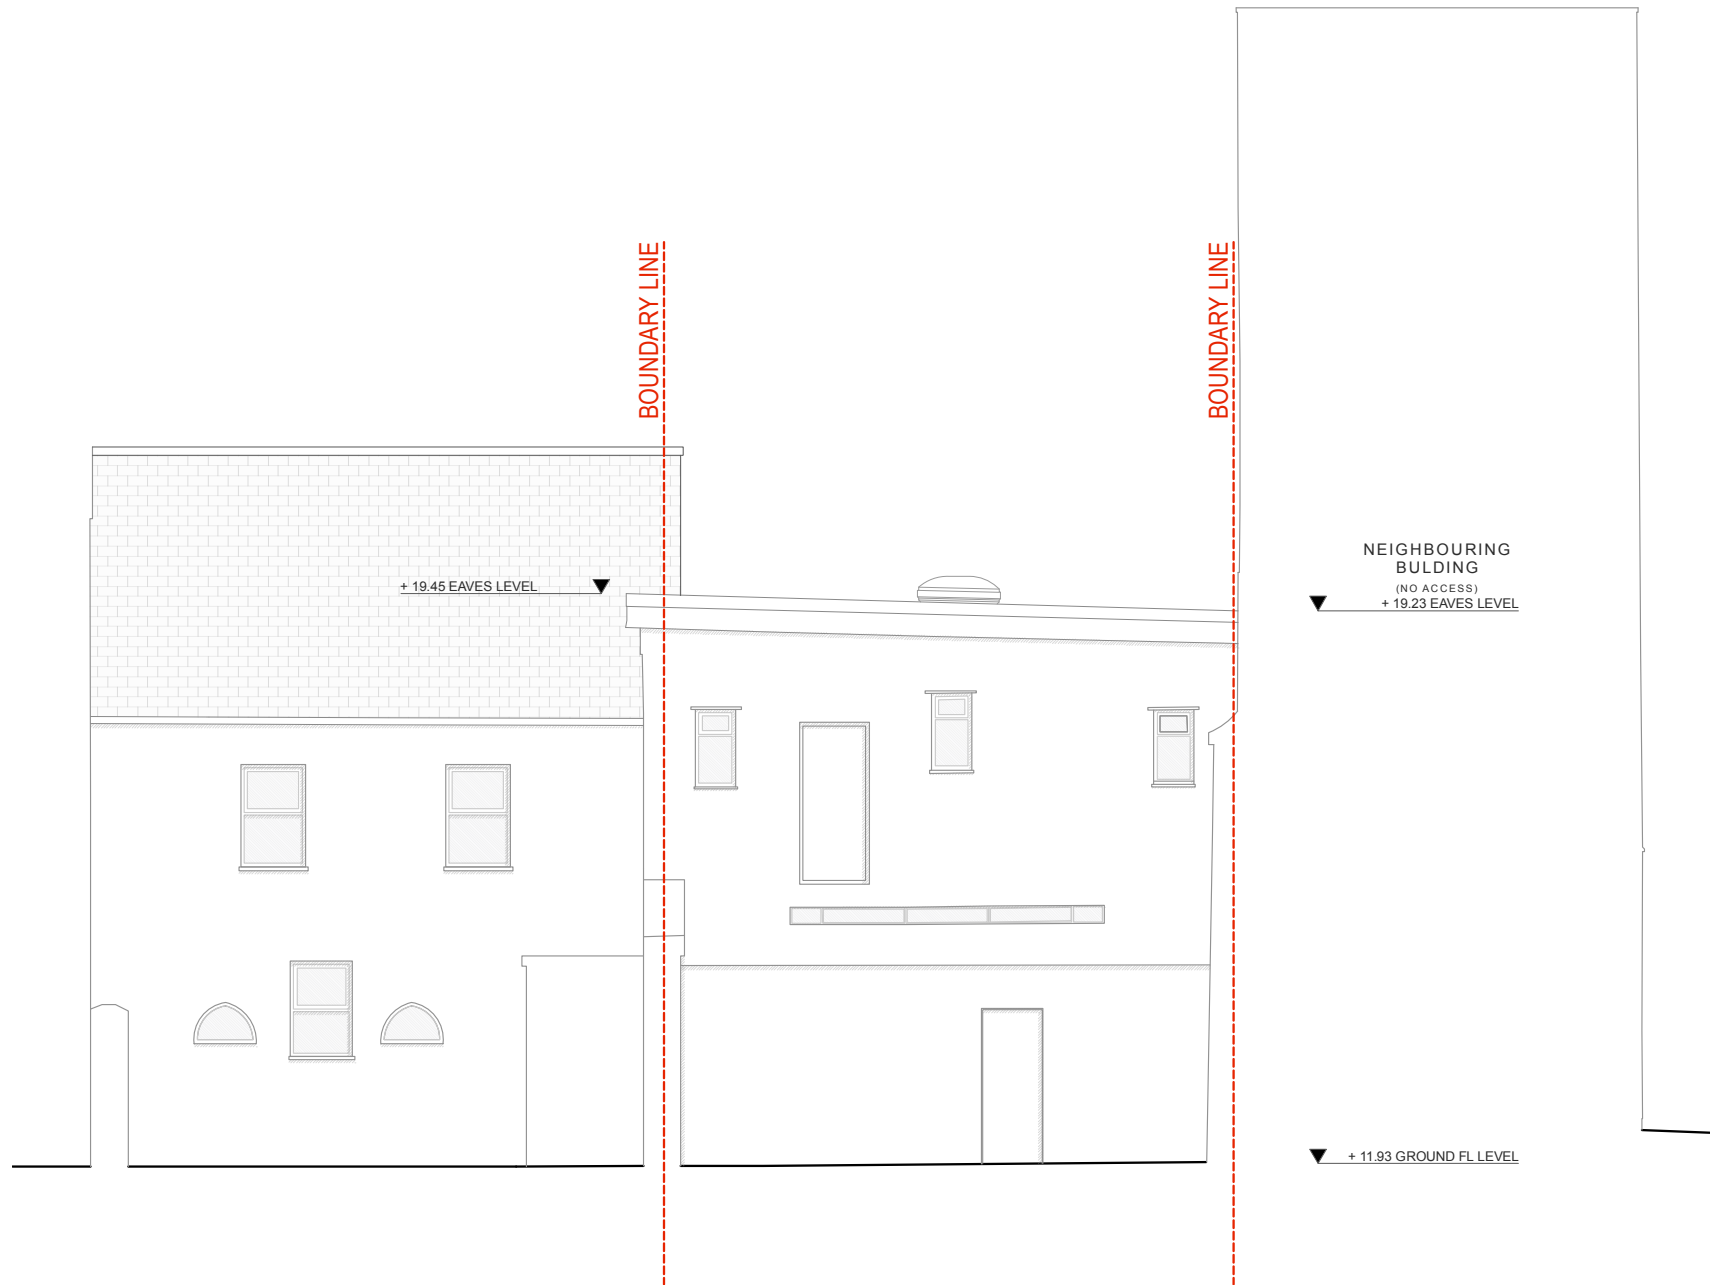 BOUNDARY LINE
BOUNDARY LINE
NEIGHBOURING
BULDING
(NO ACCESS)
+ 19.45 EAVES LEVEL
+ 19.23 EAVES LEVEL
+ 11.93 GROUND FL LEVEL